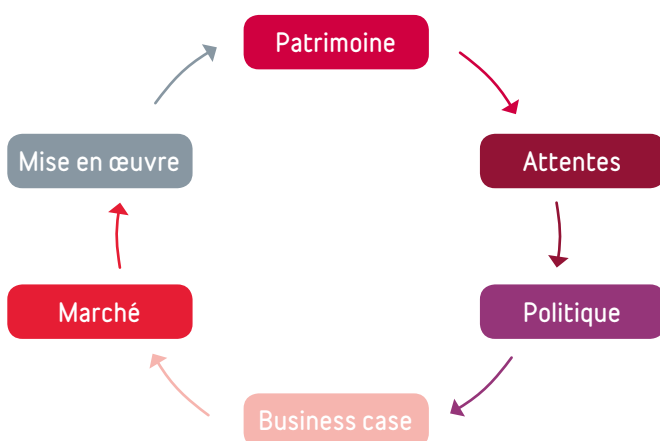 Patrimoine
Attentes
Politique
Business case
Marché
Mise en œuvre